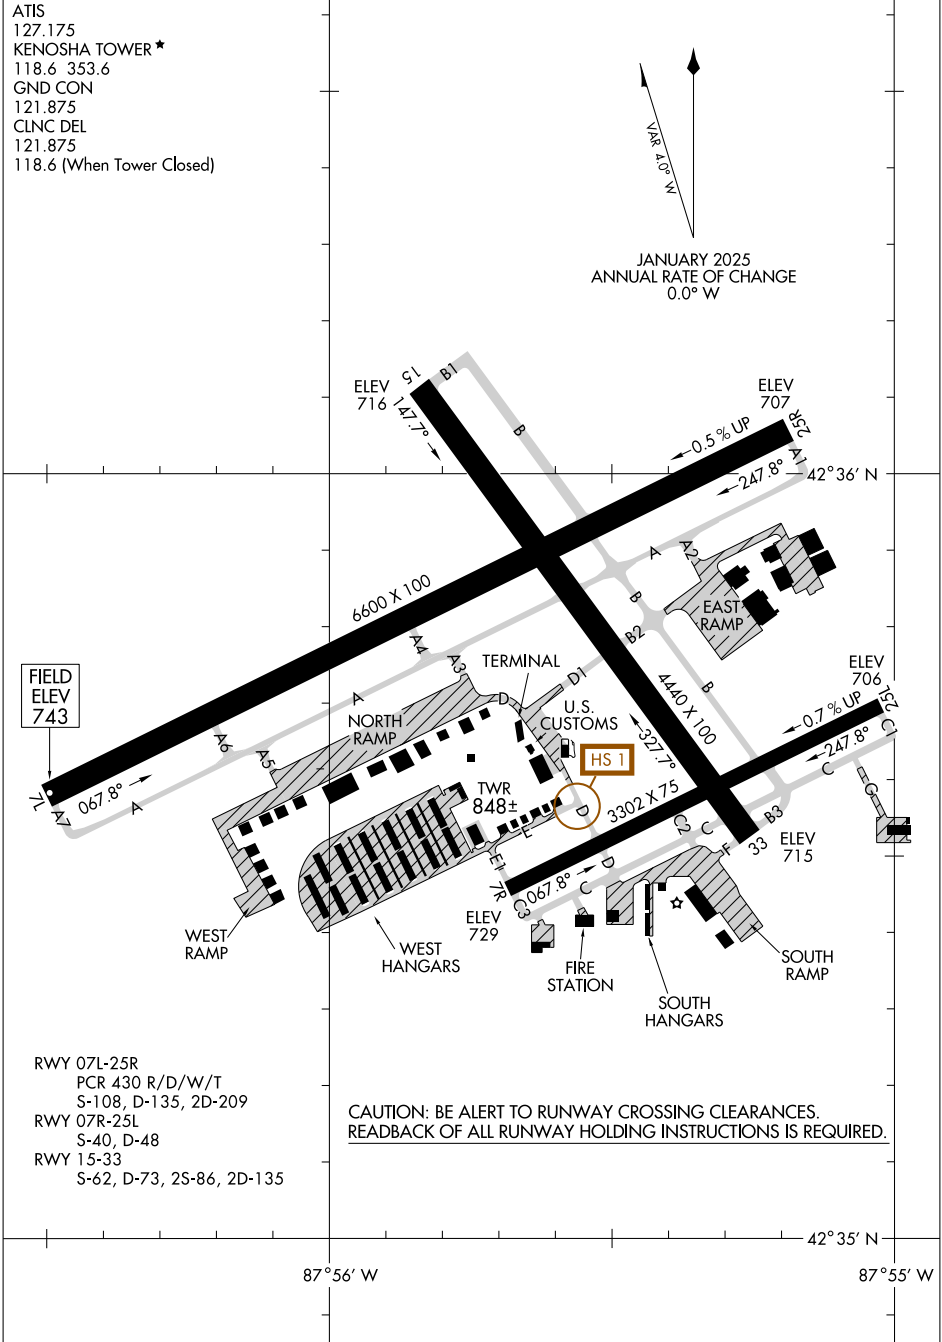 ATIS
127.175
KENOSHA TOWER★
118.6 353.6
GND CON
121.875
CLNC DEL
121.875
118.6 (When Tower Closed)
VAR 4.0° W
JANUARY 2025
ANNUAL RATE OF CHANGE
0.0° W
15
B1
ELEV
716
147.7°
B
ELEV
707
25R
0.5 % UP
A1
247.8°
42°36' N
A
A2
6600 X 100
B
EAST
RAMP
B2
A4
A3
TERMINAL
D1
ELEV
706
FIELD
ELEV
743
A
D
4440 X 100
B
25L
0.7 % UP
NORTH
RAMP
U.S.
CUSTOMS
C1
A6
A5
327.7°
247.8°
HS 1
C
7L
067.8°
A7
A
TWR
848±
3302 X 75
G
D
E
C2
C
B3
F
33
ELEV
715
E1
7R
067.8°
D
C
C3
ELEV
729
WEST
RAMP
WEST
HANGARS
FIRE
STATION
SOUTH
RAMP
SOUTH
HANGARS
RWY 07L-25R
PCR 430 R/D/W/T
S-108, D-135, 2D-209
RWY 07R-25L
S-40, D-48
RWY 15-33
S-62, D-73, 2S-86, 2D-135
CAUTION: BE ALERT TO RUNWAY CROSSING CLEARANCES.
READBACK OF ALL RUNWAY HOLDING INSTRUCTIONS IS REQUIRED.
42°35' N
87°56' W
87°55' W